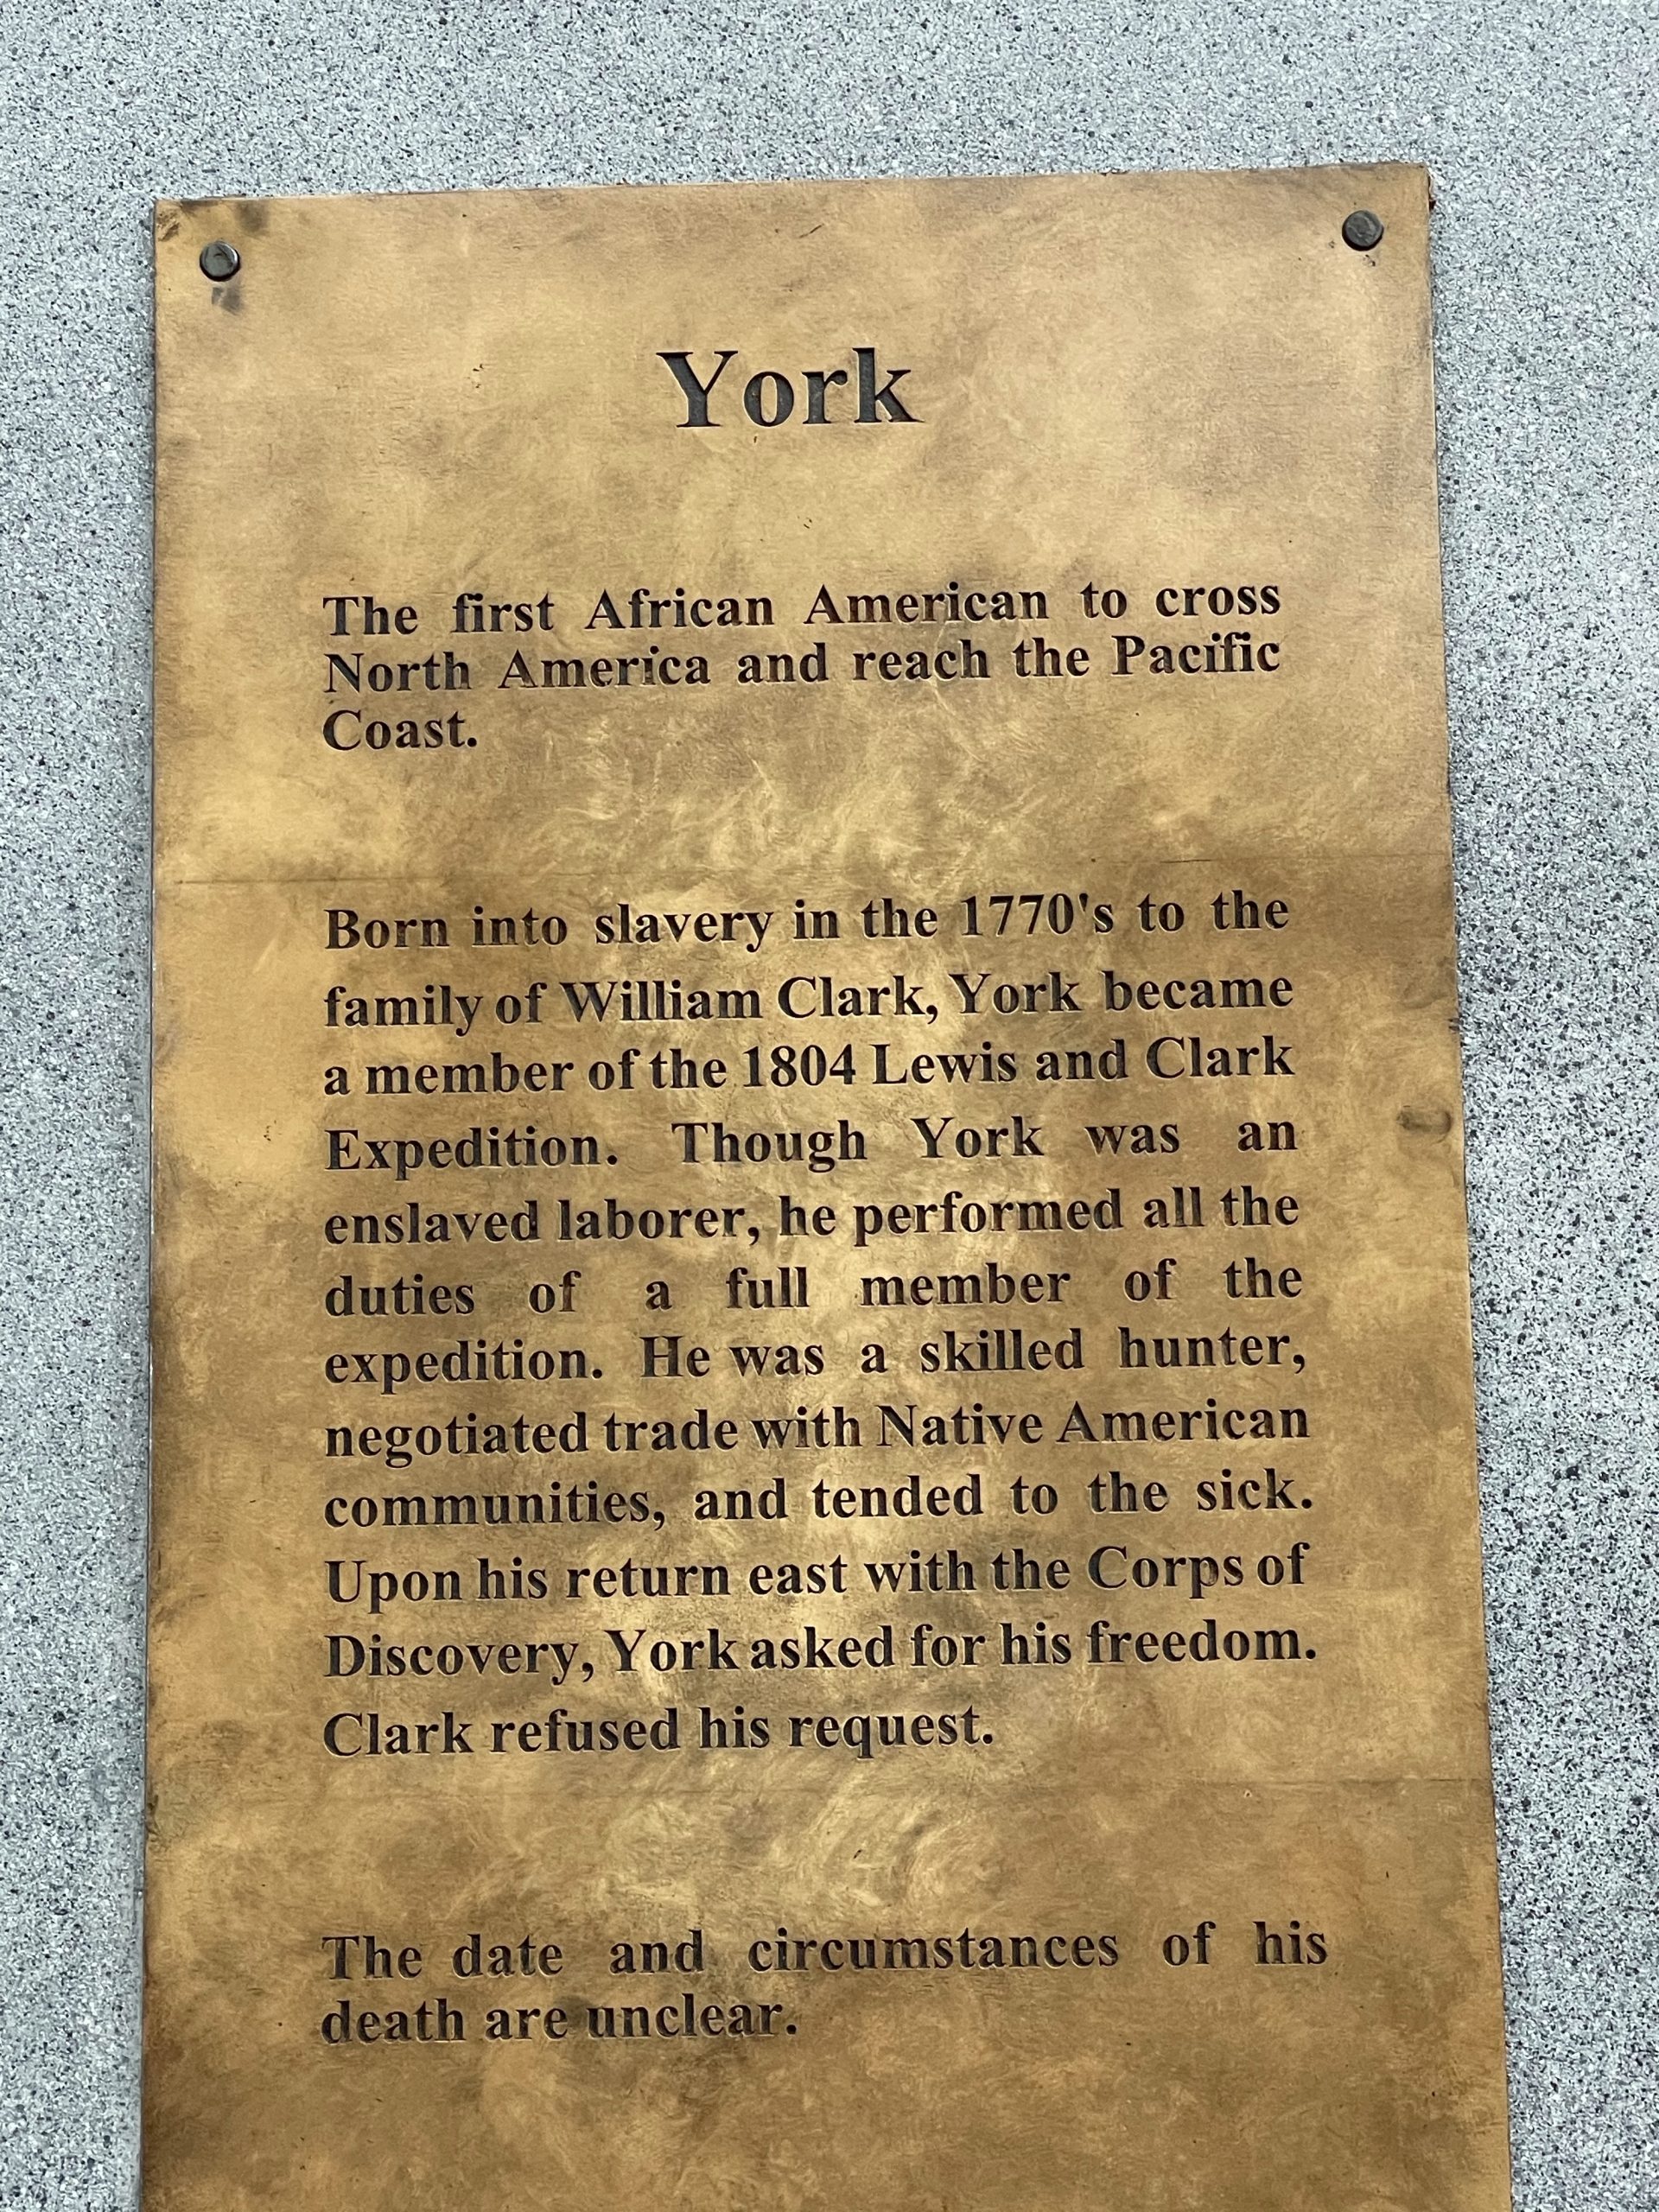 York
The first African American to cross
North America and reach the Pacific
Coast.
Born into slavery in the 1770's to the
family of William Clark, York became
a member of the 1804 Lewis and Clark
Expedition. Though York was an
enslaved laborer, he performed all the
duties of a full member of the
expedition. He was a skilled hunter,
negotiated trade with Native American
communities, and tended to the sick.
Upon his return east with the Corps of
Discovery, York asked for his freedom.
Clark refused his request.
The date and circumstances of his
death are unclear.